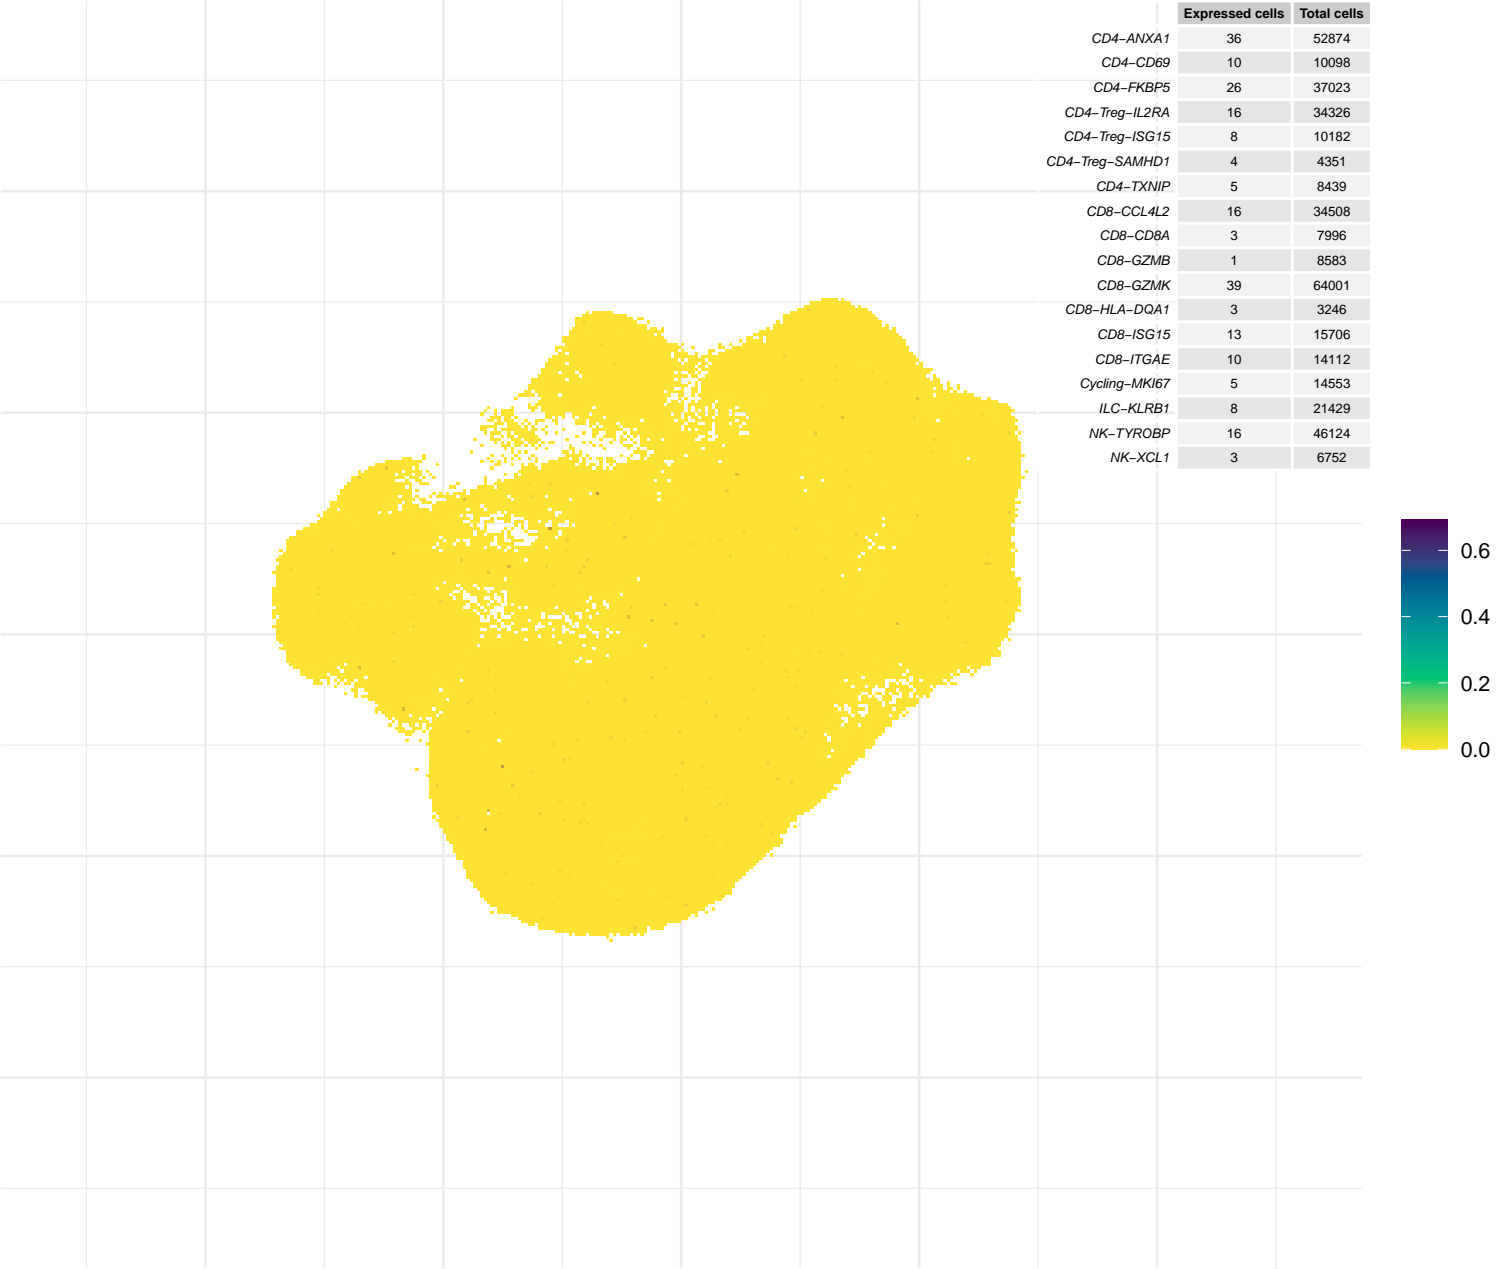 Expressed cells Total cells
CD4−ANXA1 36 52874
CD4−CD69 10 10098
CD4−FKBP5 26 37023
CD4−Treg−IL2RA 16 34326
CD4−Treg−ISG15 8 10182
CD4−Treg−SAMHD1 4 4351
CD4−TXNIP 5 8439
CD8−CCL4L2 16 34508
CD8−CD8A 3 7996
CD8−GZMB 1 8583
CD8−GZMK 39 64001
CD8−HLA−DQA1 3 3246
CD8−ISG15 13 15706
CD8−ITGAE 10 14112
Cycling−MKI67 5 14553
ILC−KLRB1 8 21429
NK−TYROBP 16 46124
NK−XCL1 3 6752
0.6
0.4
0.2
0.0